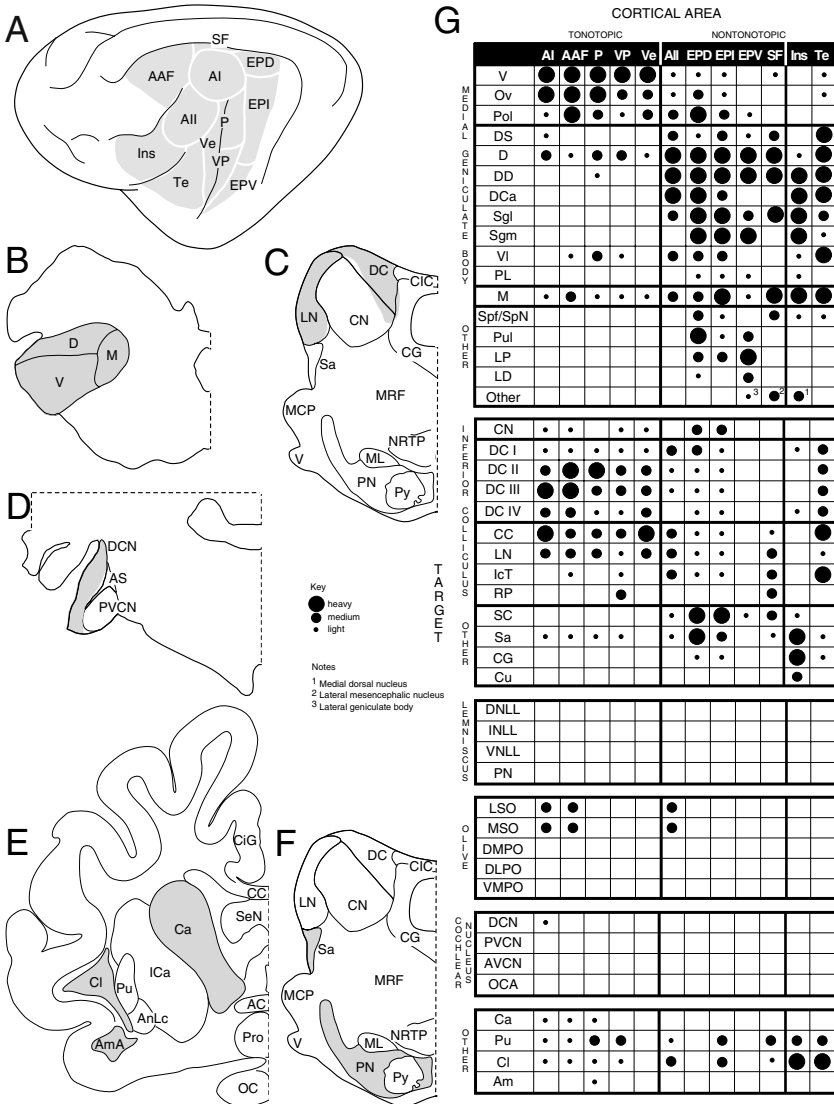 A
SF
EPD
AAF
AI
EPI
AII
P
Ve
Ins
VP
Te
EPV
B
D
M
V
C
DC
CIC
LN
CN
CG
Sa
MRF
MCP
NRTP
V
ML
PN
Py
D
DCN
AS
PVCN
Key
heavy
medium
light
Notes
1 Medial dorsal nucleus
2 Lateral mesencephalic nucleus
3 Lateral geniculate body
TARGET
E
CiG
CC
SeN
Ca
ICa
Cl
Pu
AC
AnLc
Pro
AmA
OC
F
DC
CIC
LN
CN
CG
Sa
MRF
MCP
NRTP
V
ML
PN
Py
G
CORTICAL AREA
TONOTOPIC NONTONOTOPIC
AI AAF P VP Ve AII EPD EPI EPV SF Ins Te
MEDIAL GENICULATE BODY
V
Ov
Pol
DS
D
DD
DCa
Sgl
Sgm
Vl
PL
M
OTHER
Spf/SpN
Pul
LP
LD
Other 3 2 1
INFERIOR COLLICULUS
CN
DC I
DC II
DC III
DC IV
CC
LN
IcT
RP
OTHER
SC
Sa
CG
Cu
LEMNISCUS
DNLL
INLL
VNLL
PN
OLIVE
LSO
MSO
DMPO
DLPO
VMPO
COCHLEAR NUCLEUS
DCN
PVCN
AVCN
OCA
OTHER
Ca
Pu
Cl
Am